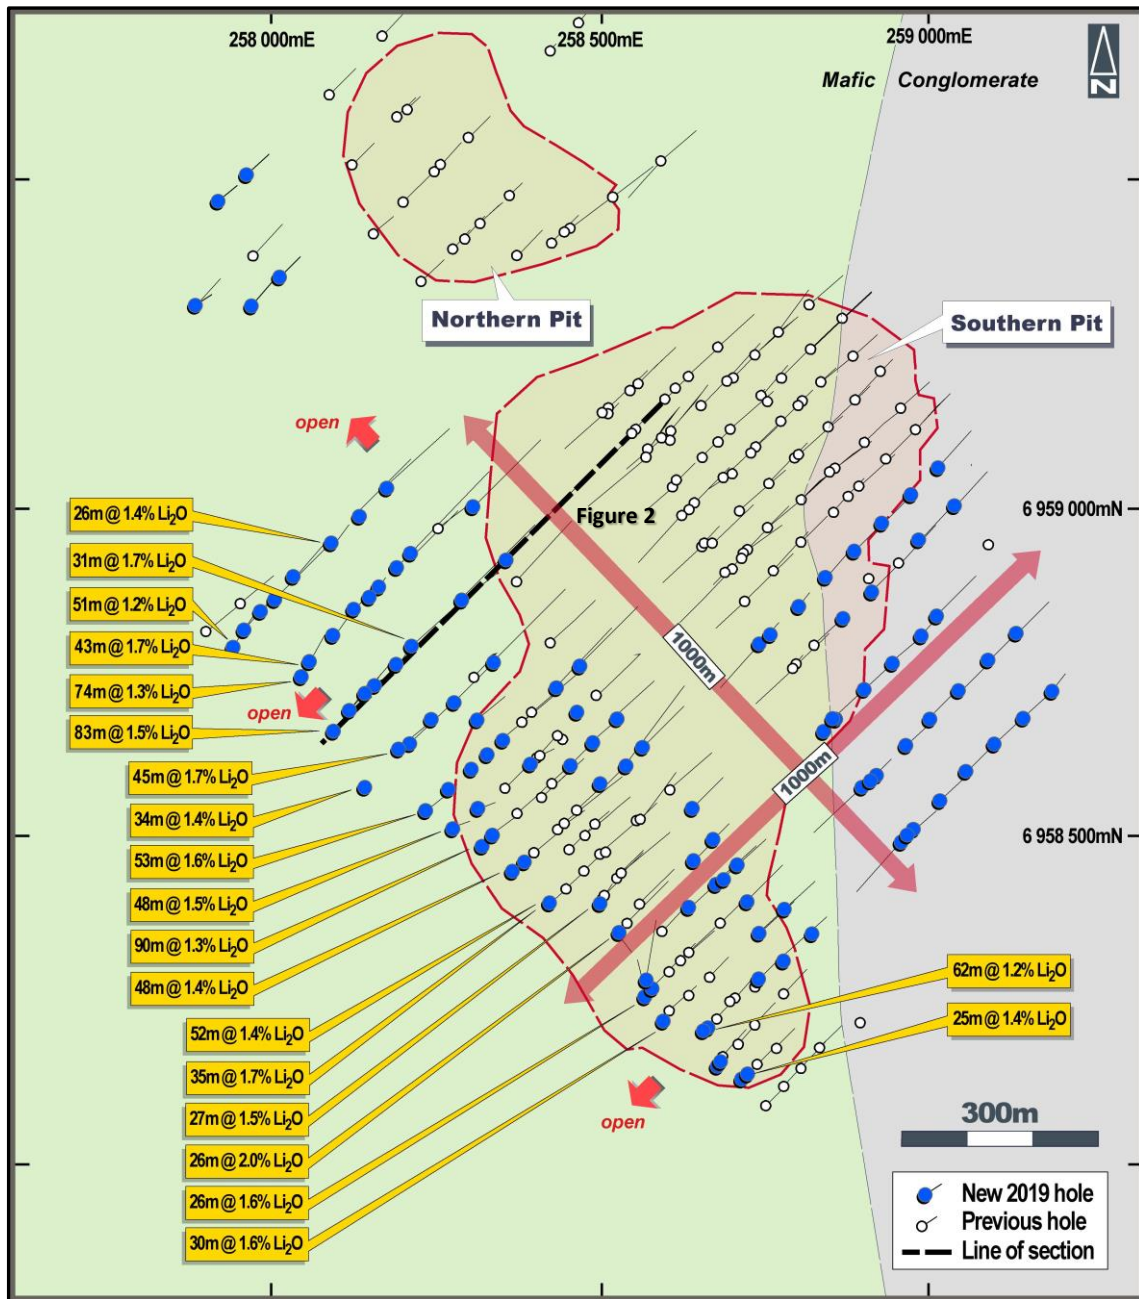 258 000mE
258 500mE
259 000mE
Mafic
Conglomerate
N
Northern Pit
Southern Pit
open
26m @ 1.4% Li₂O
31m @ 1.7% Li₂O
51m @ 1.2% Li₂O
43m @ 1.7% Li₂O
74m @ 1.3% Li₂O
83m @ 1.5% Li₂O
open
Figure 2
6 959 000mN
1000m
1000m
45m @ 1.7% Li₂O
34m @ 1.4% Li₂O
53m @ 1.6% Li₂O
48m @ 1.5% Li₂O
90m @ 1.3% Li₂O
48m @ 1.4% Li₂O
6 958 500mN
52m @ 1.4% Li₂O
35m @ 1.7% Li₂O
27m @ 1.5% Li₂O
26m @ 2.0% Li₂O
26m @ 1.6% Li₂O
30m @ 1.6% Li₂O
62m @ 1.2% Li₂O
25m @ 1.4% Li₂O
open
300m
New 2019 hole
Previous hole
Line of section